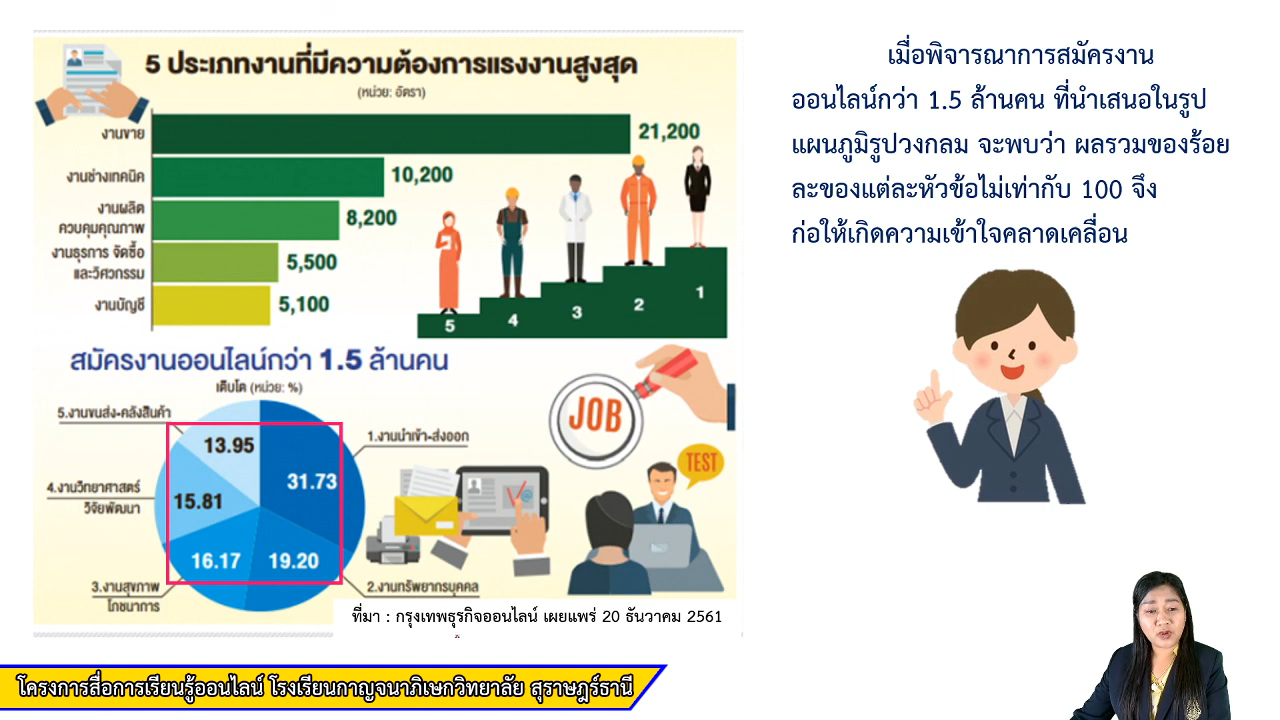 5 ประเภทงานที่มีความต้องการแรงงานสูงสุด
(หน่วย: อัตรา)
งานขาย
21,200
งานช่างเทคนิค
10,200
งานผลิต
ควบคุมคุณภาพ
8,200
งานธุรการ จัดซื้อ
และวิศวกรรม
5,500
งานบัญชี
5,100
5
4
3
2
1
สมัครงานออนไลน์กว่า 1.5 ล้านคน
เติบโต (หน่วย: %)
5.งานขนส่ง-คลังสินค้า
13.95
1.งานนำเข้า-ส่งออก
31.73
4.งานวิทยาศาสตร์
วิจัยพัฒนา
15.81
16.17
19.20
3.งานสุขภาพ
โภชนาการ
2.งานทรัพยากรบุคคล
JOB
TEST
ที่มา : กรุงเทพธุรกิจออนไลน์ เผยแพร่ 20 ธันวาคม 2561
เมื่อพิจารณาการสมัครงาน
ออนไลน์กว่า 1.5 ล้านคน ที่นำเสนอในรูป
แผนภูมิรูปวงกลม จะพบว่า ผลรวมของร้อย
ละของแต่ละหัวข้อไม่เท่ากับ 100 จึง
ก่อให้เกิดความเข้าใจคลาดเคลื่อน
โครงการสื่อการเรียนรู้ออนไลน์ โรงเรียนกาญจนาภิเษกวิทยาลัย สุราษฎร์ธานี